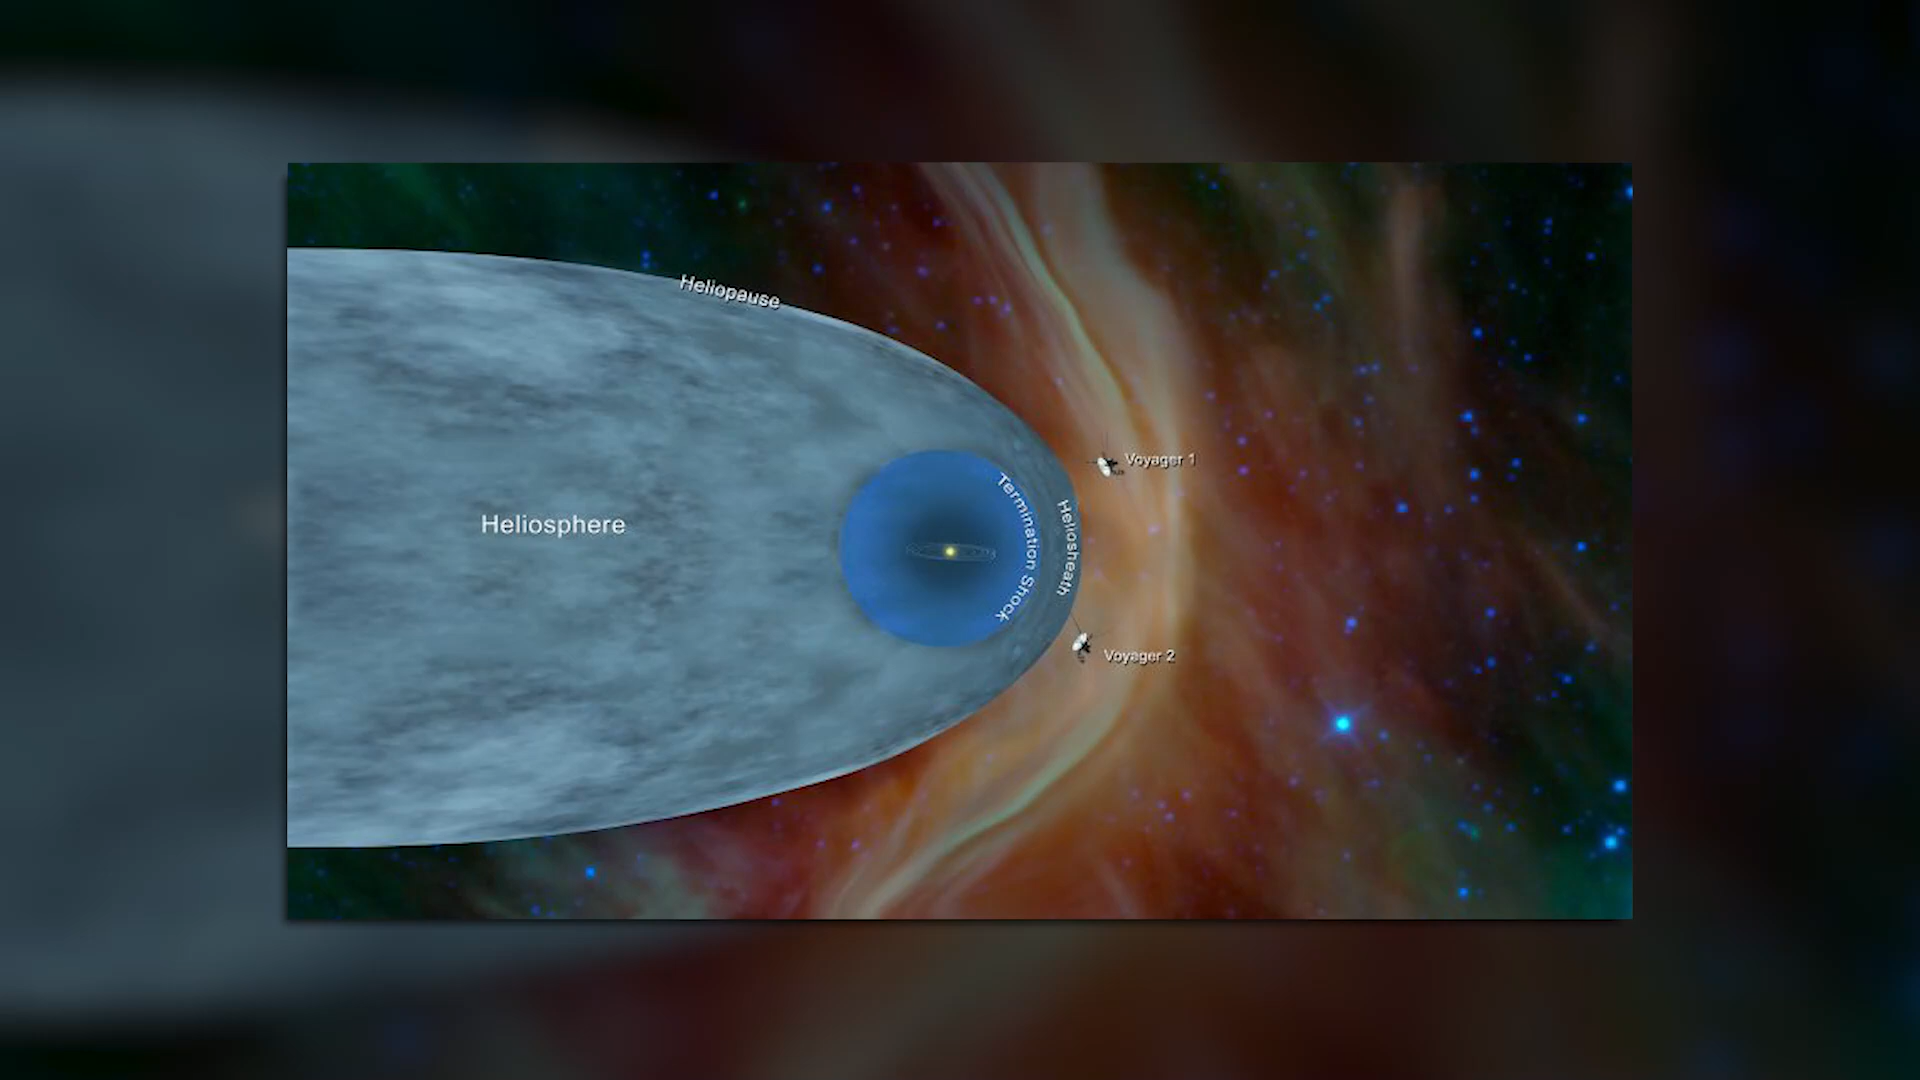 Heliopause
Voyager 1
Heliosphere
Termination Shock
Heliosheath
Voyager 2